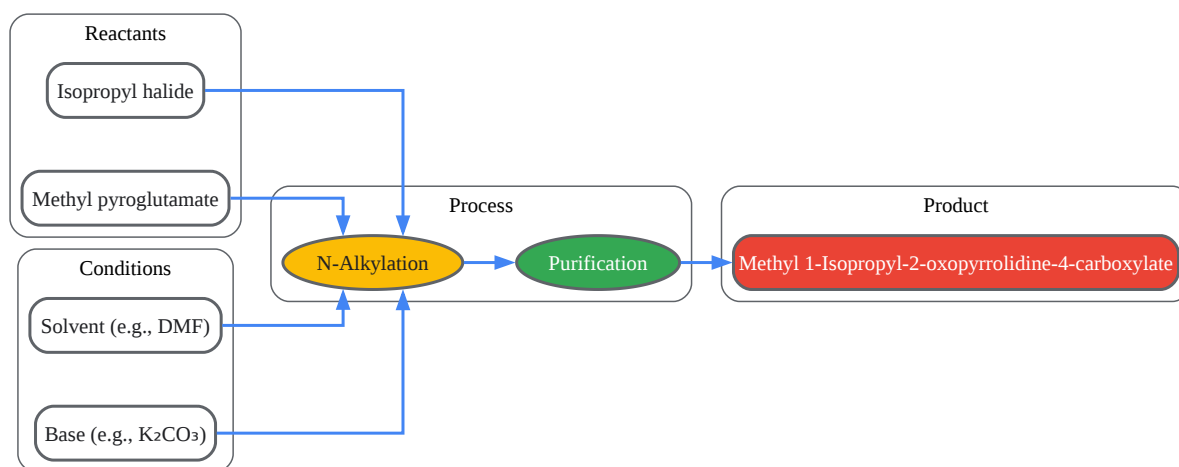 Reactants
Isopropyl halide
Methyl pyroglutamate
Conditions
Solvent (e.g., DMF)
Base (e.g., K₂CO₃)
Process
N-Alkylation
Purification
Product
Methyl 1-Isopropyl-2-oxopyrrolidine-4-carboxylate